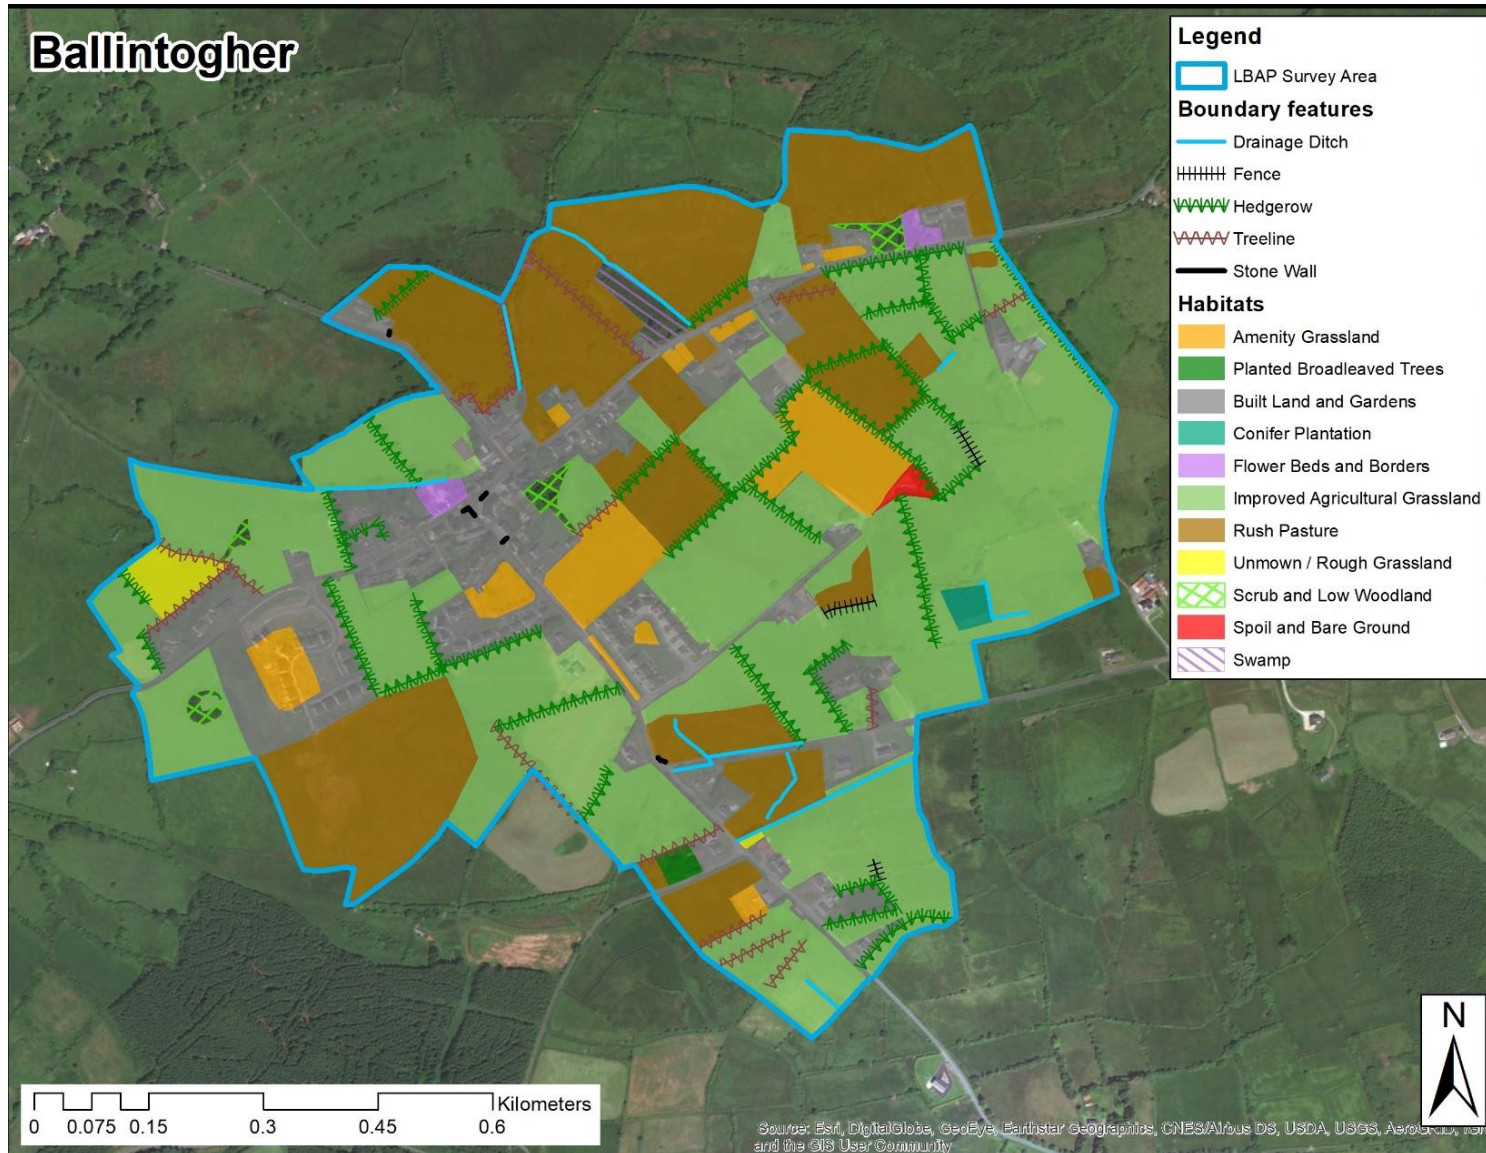 Ballintogher
Legend
LBAP Survey Area
Boundary features
Drainage Ditch
Fence
Hedgerow
Treeline
Stone Wall
Habitats
Amenity Grassland
Planted Broadleaved Trees
Built Land and Gardens
Conifer Plantation
Flower Beds and Borders
Improved Agricultural Grassland
Rush Pasture
Unmown / Rough Grassland
Scrub and Low Woodland
Spoil and Bare Ground
Swamp
N
Kilometers
0 0.075 0.15 0.3 0.45 0.6
Source: Esri, DigitalGlobe, GeoEye, Earthstar Geographics, CNES/Airbus DS, USDA, USGS, AeroGRID, IGN,
and the GIS User Community